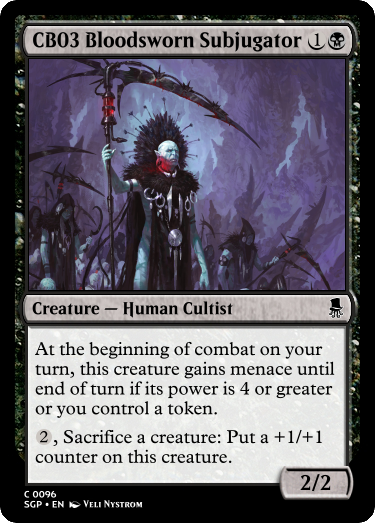 CB03 Bloodsworn Subjugator 1
Creature — Human Cultist
At the beginning of combat on your
turn, this creature gains menace until
end of turn if its power is 4 or greater
or you control a token.
2, Sacrifice a creature: Put a +1/+1
counter on this creature.
2/2
C 0096
SGP • EN Veli Nystrom